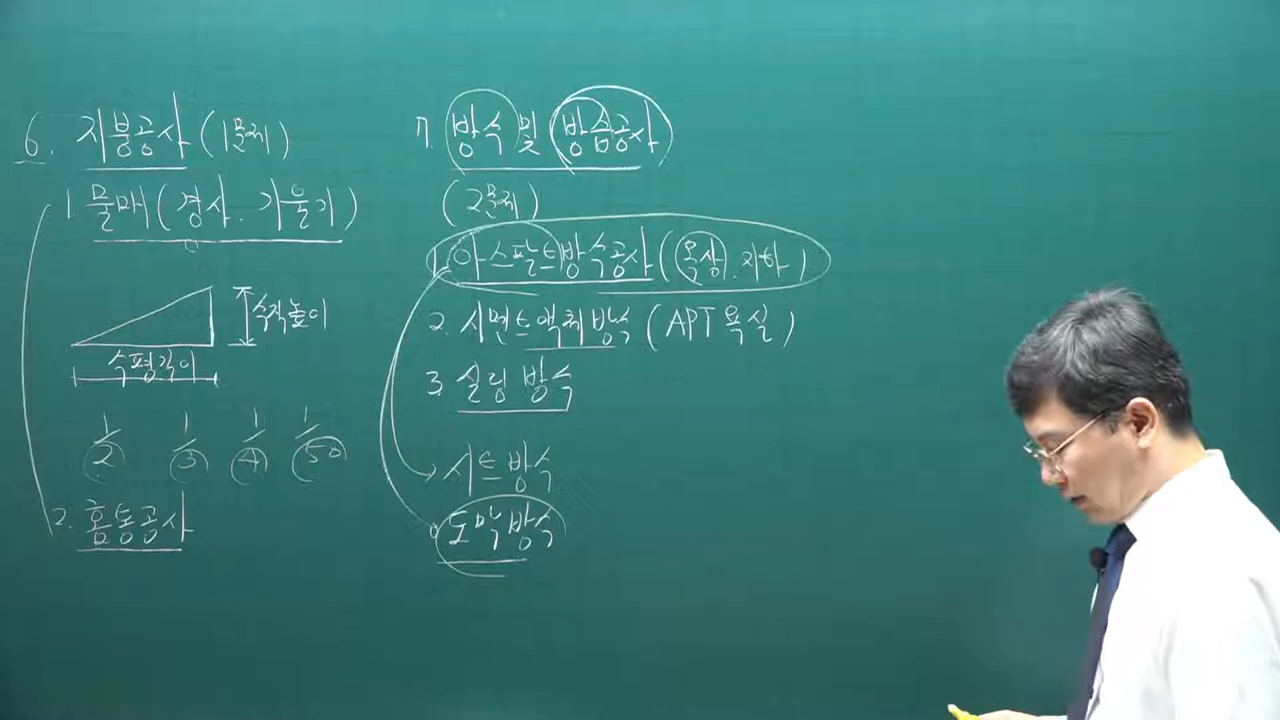 6. 지붕공사 (1문제)
1. 물매 (경사. 기울기)
수직높이
수평길이
1/2 1/3 1/4 1/50
2. 홈통공사
7. 방수 및 방습공사
(2문제)
1. 아스팔트방수공사 (옥상. 지하)
2. 시멘트액체방수 (APT 욕실)
3. 실링 방수
시트방수
도막방수